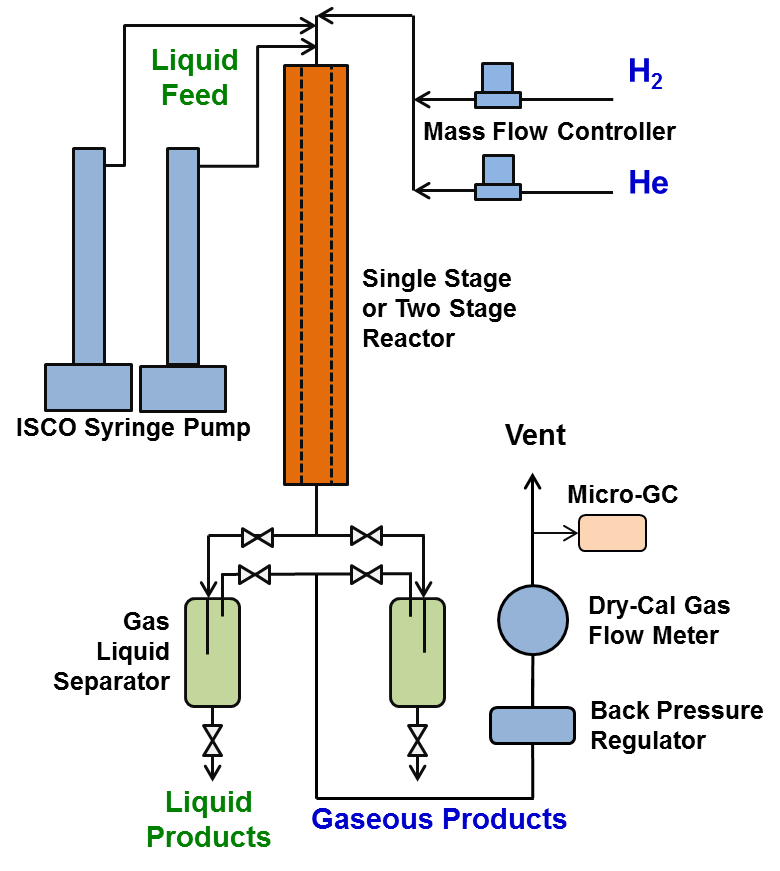 Liquid
Feed
H2
Mass Flow Controller
He
Single Stage
or Two Stage
Reactor
ISCO Syringe Pump
Vent
Micro-GC
Dry-Cal Gas
Flow Meter
Gas
Liquid
Separator
Back Pressure
Regulator
Liquid
Products
Gaseous Products